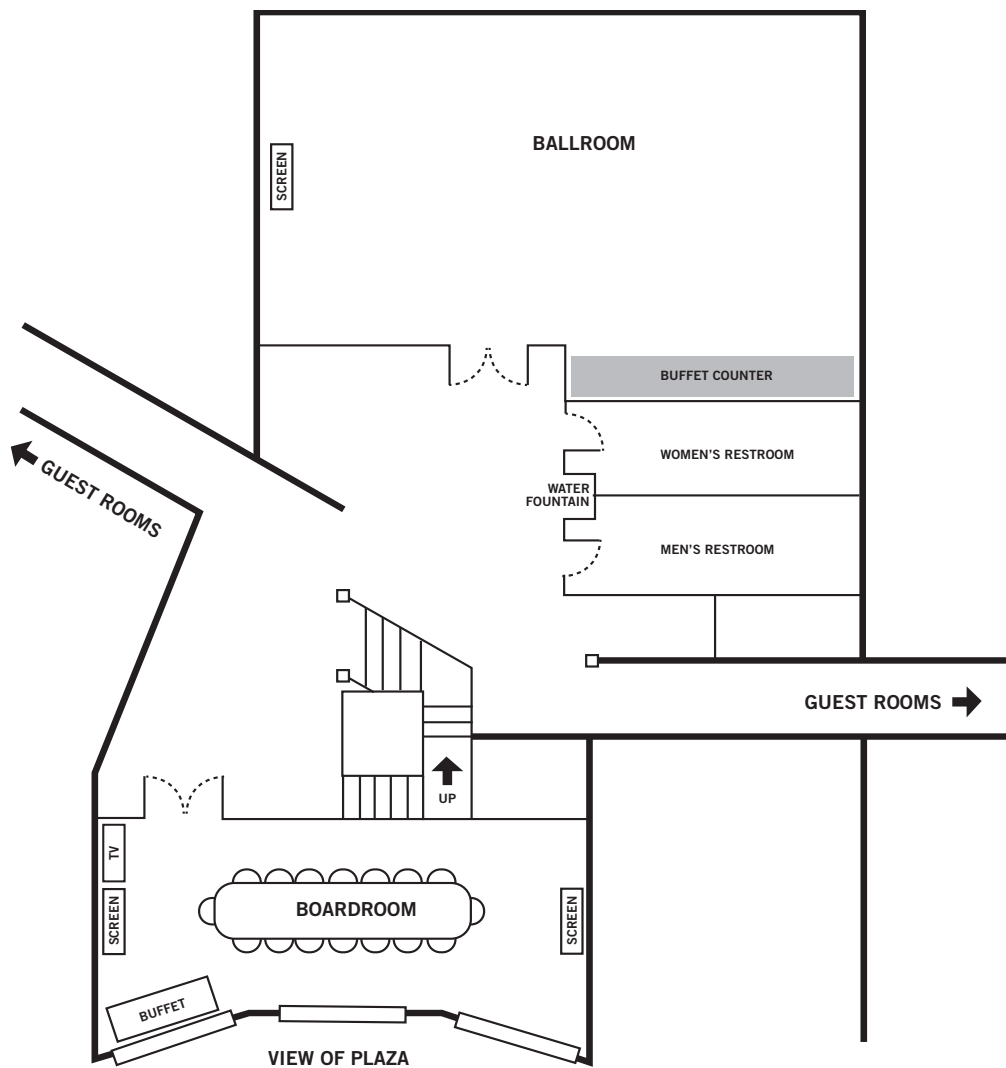 BALLROOM
SCREEN
BUFFET COUNTER
WOMEN'S RESTROOM
GUEST ROOMS
WATER
FOUNTAIN
MEN'S RESTROOM
GUEST ROOMS
UP
TV
SCREEN
BOARDROOM
SCREEN
BUFFET
VIEW OF PLAZA